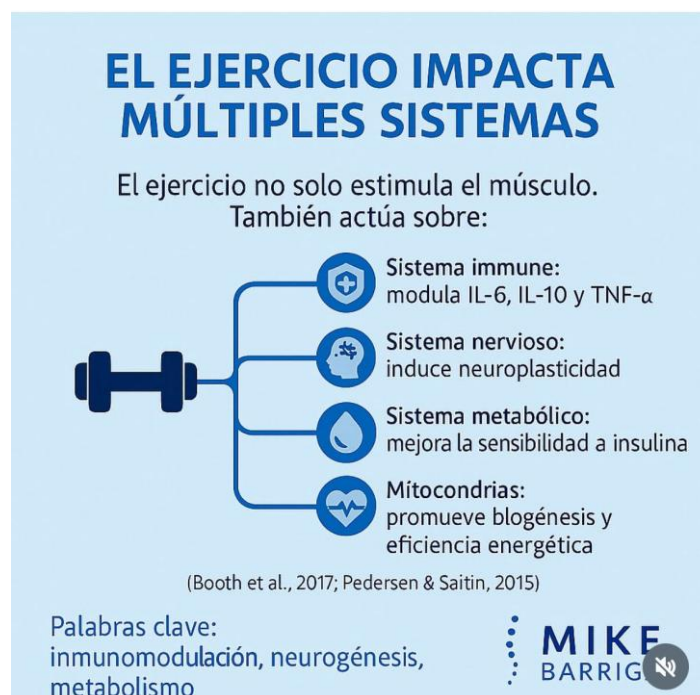 EL EJERCICIO IMPACTA
MÚLTIPLES SISTEMAS
El ejercicio no solo estimula el músculo.
También actúa sobre:
Sistema immune:
modula IL-6, IL-10 y TNF-α
Sistema nervioso:
induce neuroplasticidad
Sistema metábólico:
mejora la sensibilidad a insulina
Mítocondrias:
promueve blogénesis y
eficiencia energética
(Booth et al., 2017; Pedersen & Saitin, 2015)
Palabras clave:
inmunomodulación, neurogénesis,
metabolismo
MIKE